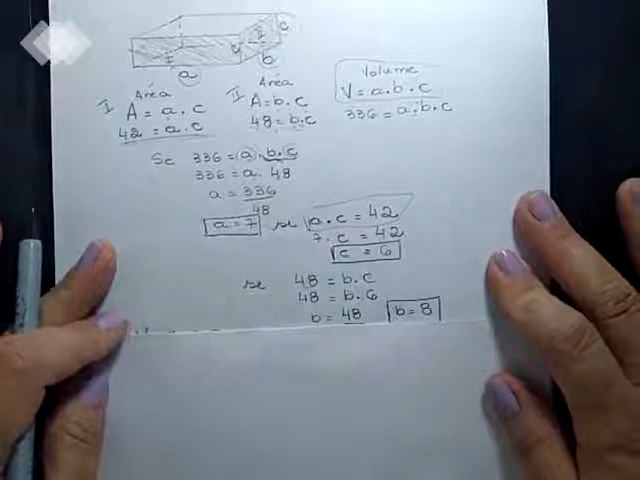 c
II
c
I
b
a
I Área
A = a.c
42 = a.c
II Área
A = b.c
48 = b.c
Volume
V = a.b.c
336 = a.b.c
Se 336 = a.b.c
336 = a.48
a = 336
48
a = 7
se a.c = 42
7.c = 42
c = 6
se 48 = b.c
48 = b.6
b = 48
b = 8